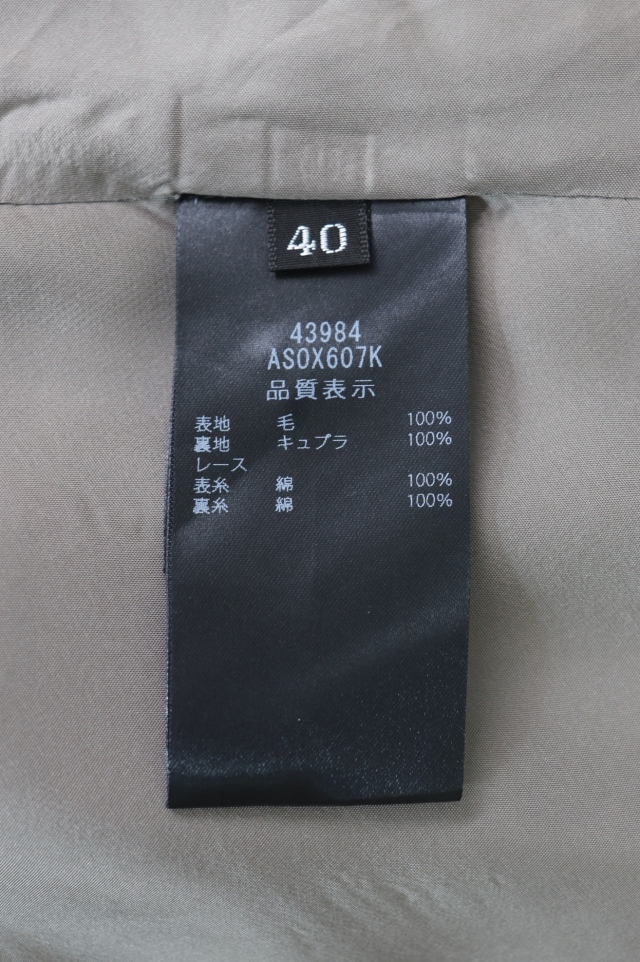 40
43984
ASOX607K
品質表示
表地 毛 100%
裏地 キュプラ 100%
レース
表糸 綿 100%
裏糸 綿 100%